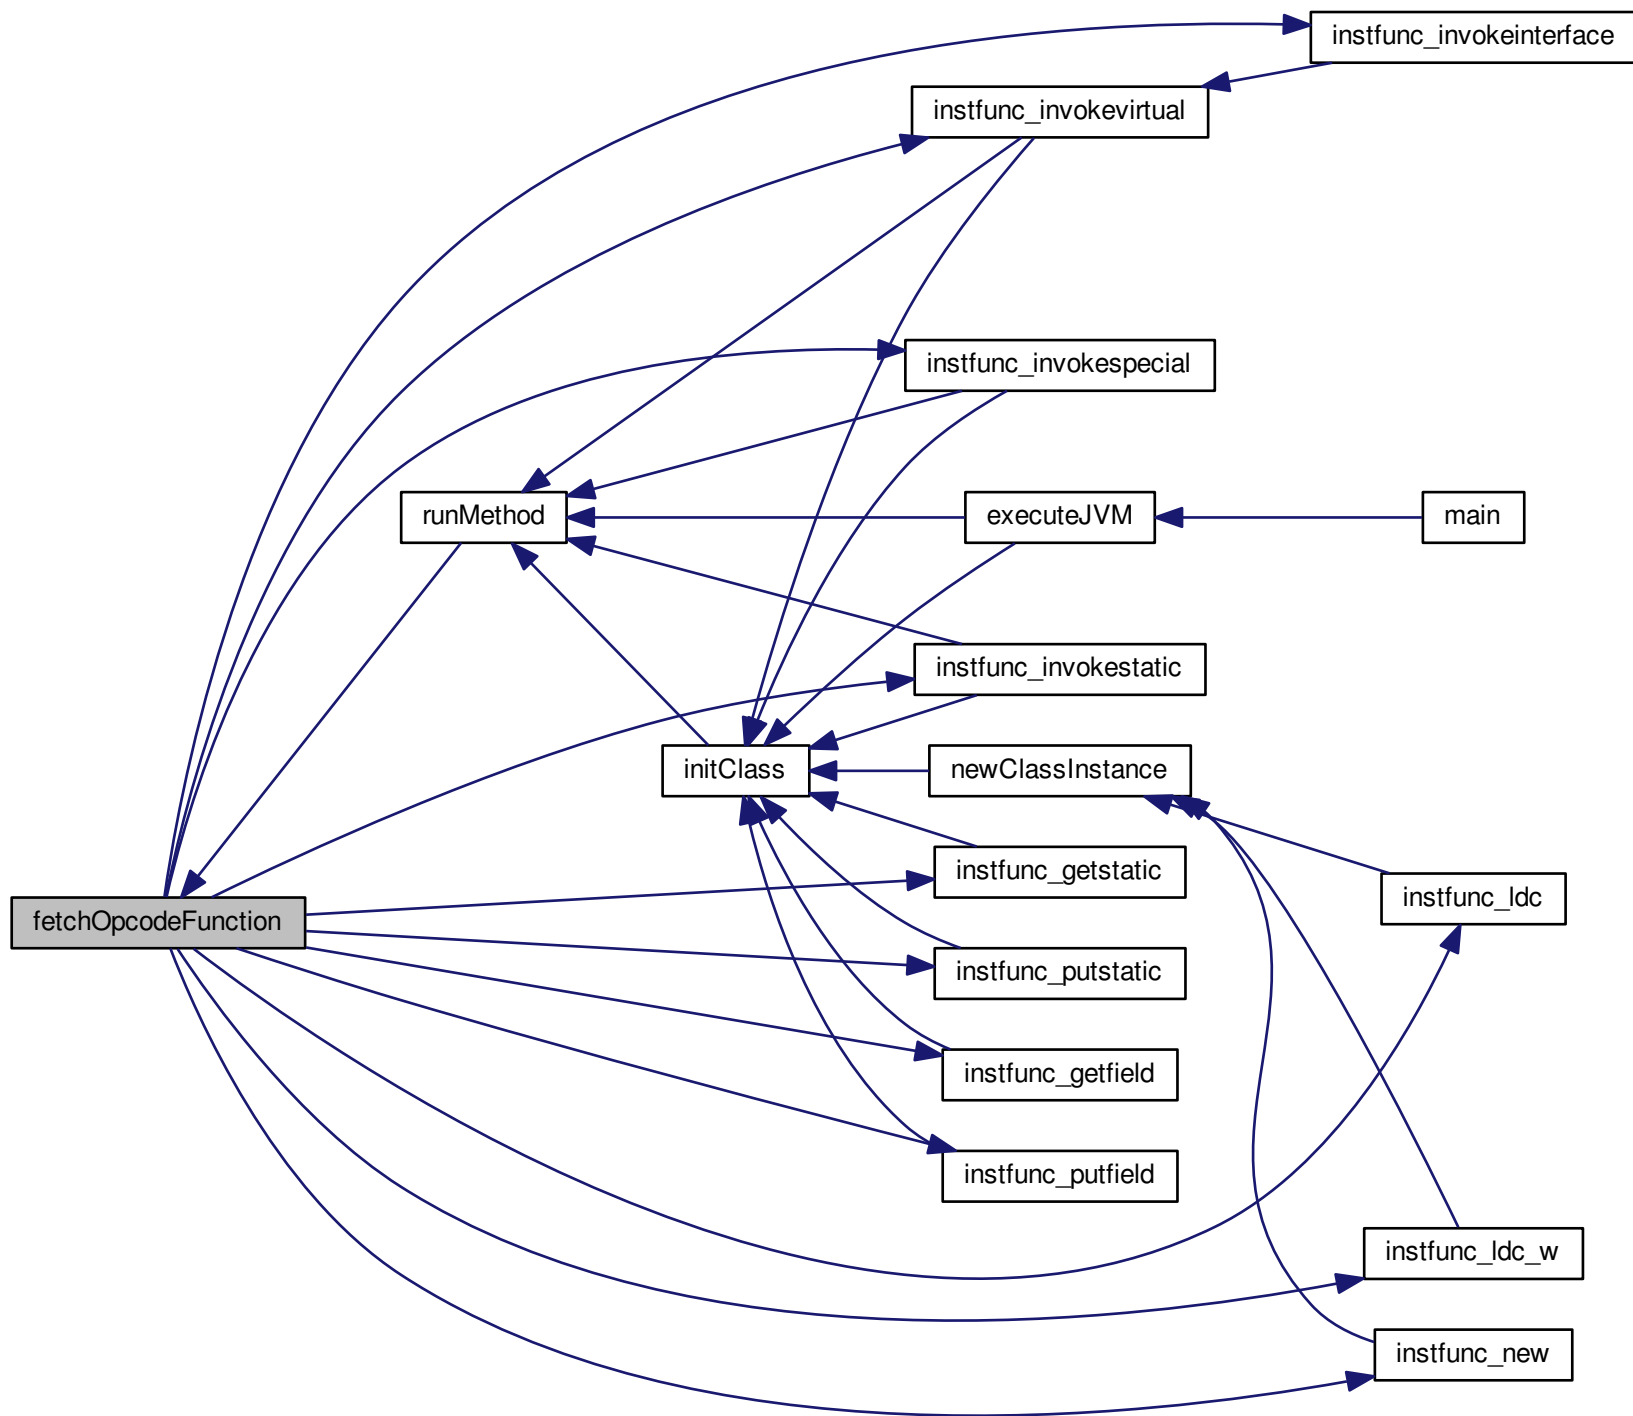 instfunc_invokeinterface
instfunc_invokevirtual
instfunc_invokespecial
runMethod
executeJVM
main
instfunc_invokestatic
initClass
newClassInstance
instfunc_getstatic
instfunc_ldc
fetchOpcodeFunction
instfunc_putstatic
instfunc_getfield
instfunc_putfield
instfunc_ldc_w
instfunc_new